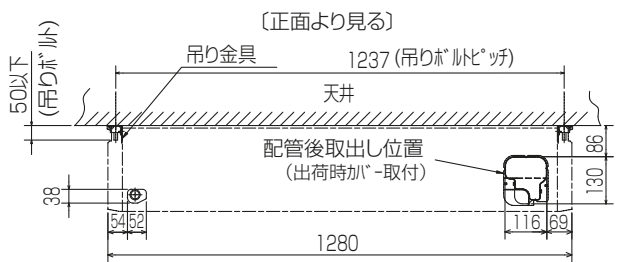 〔正面より見る〕
吊り金具
1237 (吊りボルトピッチ)
50以下
(吊りボルト)
天井
86
配管後取出し位置
(出荷時カバー取付)
130
38
54
52
116
69
1280